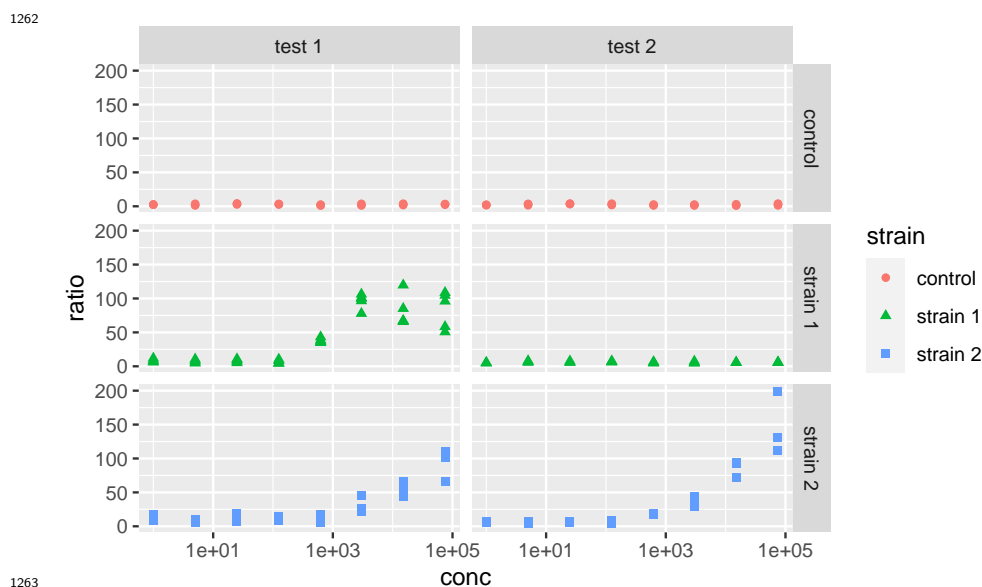 1262
test 1
test 2
200
150
100
50
0
control
200
150
100
50
0
strain 1
200
150
100
50
0
strain 2
ratio
1e+01
1e+03
1e+05
1e+01
1e+03
1e+05
conc
strain
control
strain 1
strain 2
1263